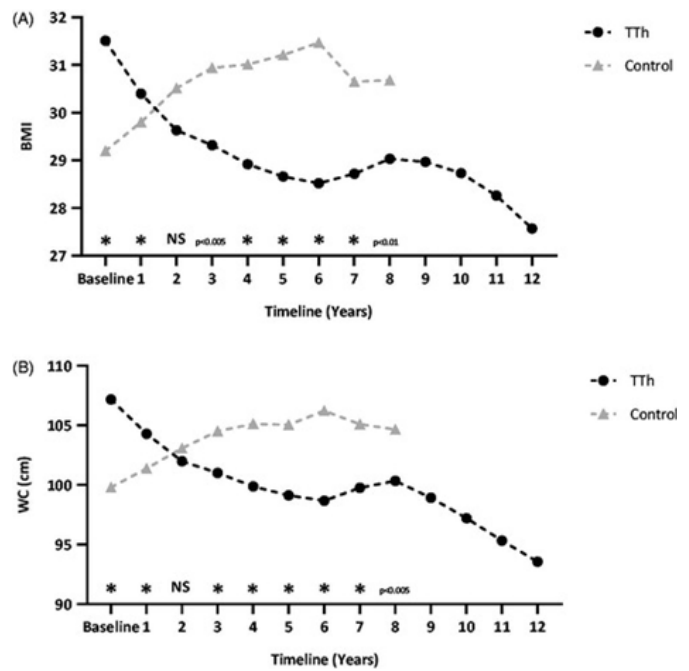 (A)
32
31
30
29
28
27
BMI
TTh
Control
* * NS p<0.005 * * * * p<0.01
Baseline 1 2 3 4 5 6 7 8 9 10 11 12
Timeline (Years)
(B)
110
105
100
95
90
WC (cm)
TTh
Control
* * NS * * * * * p<0.005
Baseline 1 2 3 4 5 6 7 8 9 10 11 12
Timeline (Years)